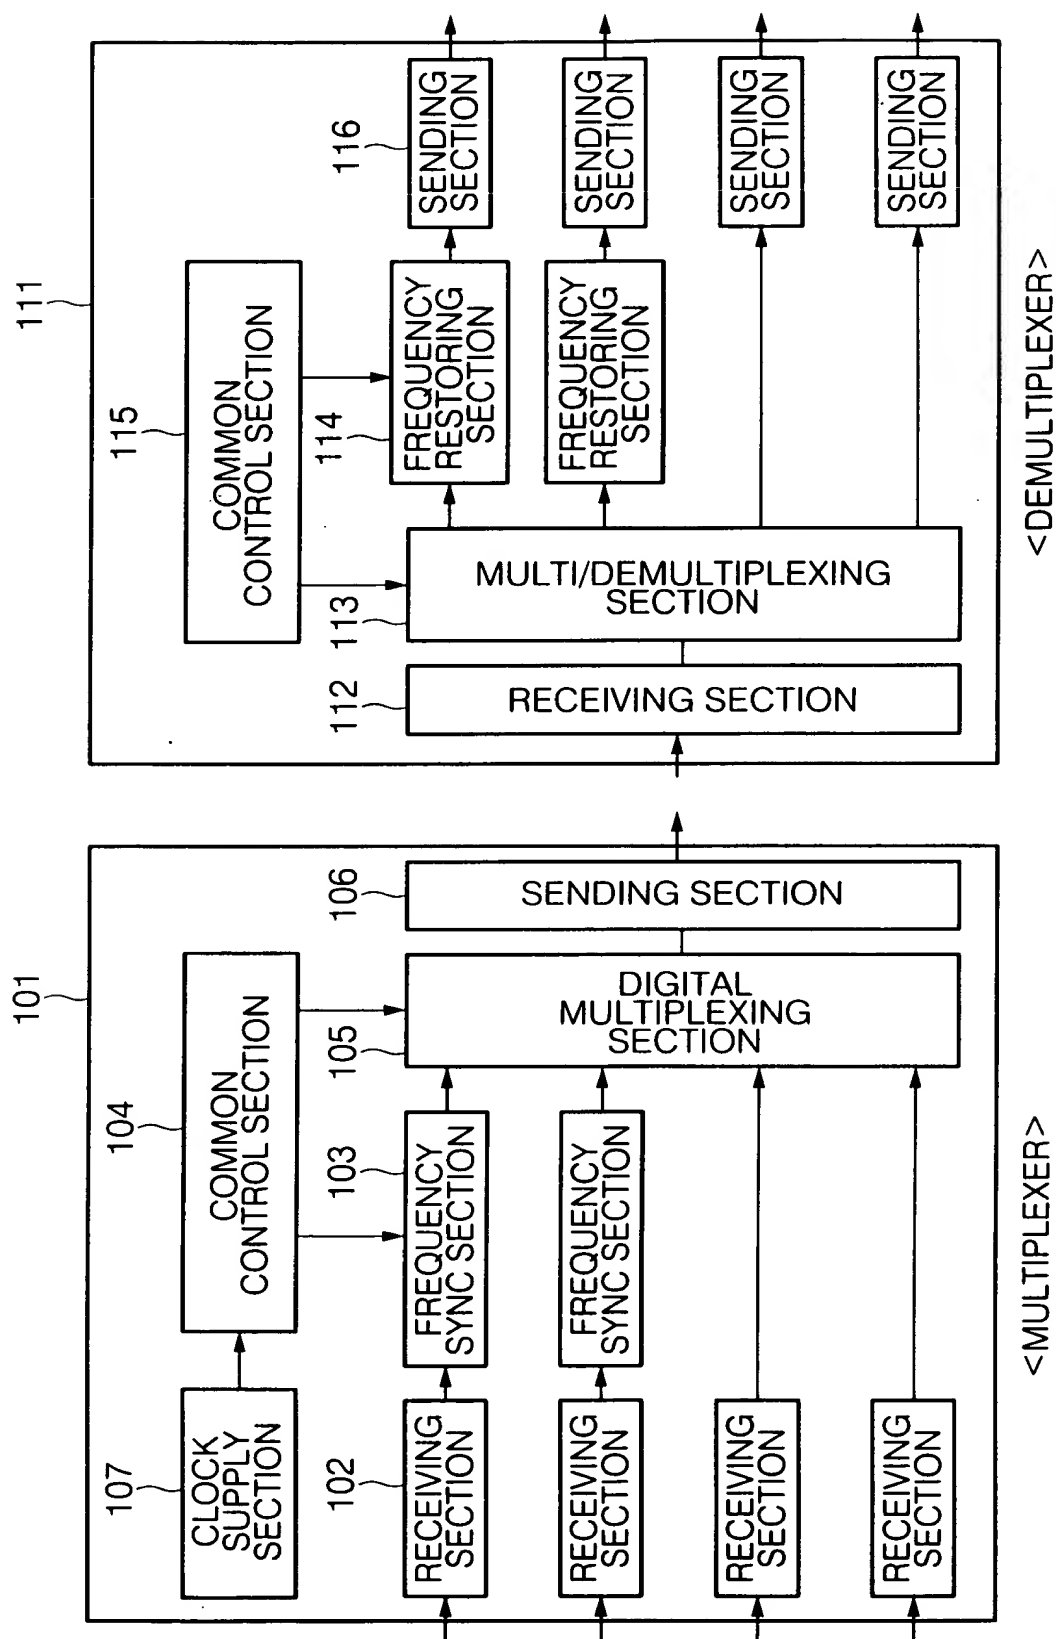 101
107
CLOCK
SUPPLY
SECTION
104
COMMON
CONTROL SECTION
102
RECEIVING
SECTION
103
FREQUENCY
SYNC SECTION
105
DIGITAL
MULTIPLEXING
SECTION
106
SENDING SECTION
RECEIVING
SECTION
FREQUENCY
SYNC SECTION
RECEIVING
SECTION
RECEIVING
SECTION
<MULTIPLEXER>
111
115
COMMON
CONTROL SECTION
112
RECEIVING SECTION
113
MULTI/DEMULTIPLEXING
SECTION
114
FREQUENCY
RESTORING
SECTION
116
SENDING
SECTION
FREQUENCY
RESTORING
SECTION
SENDING
SECTION
SENDING
SECTION
SENDING
SECTION
<DEMULTIPLEXER>